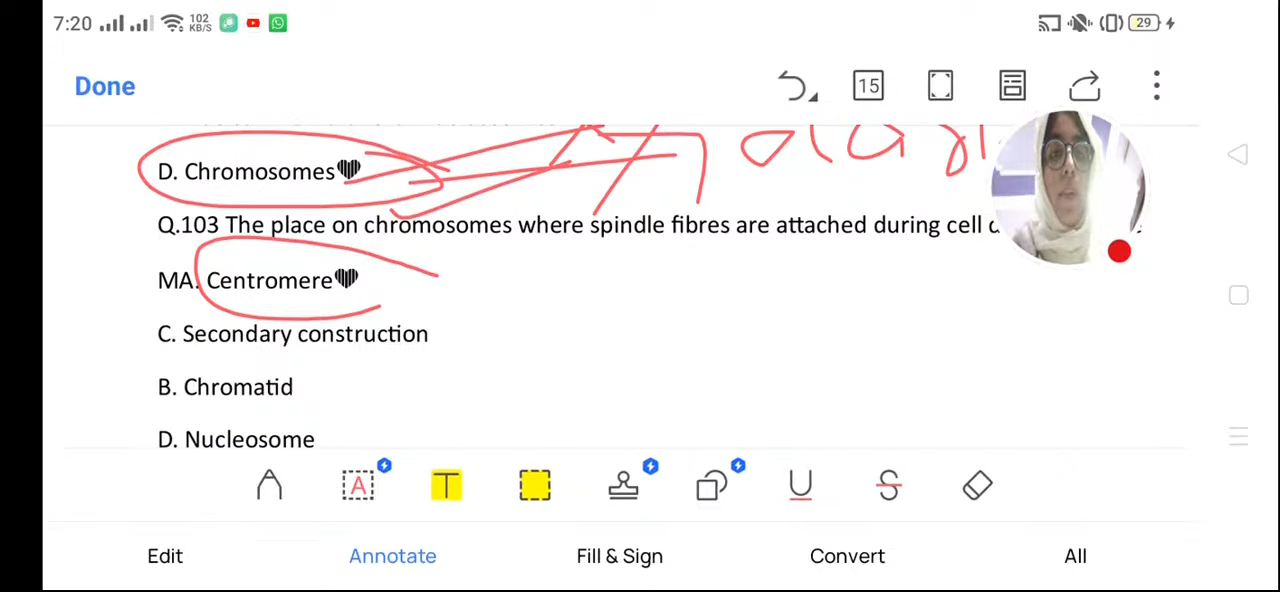 7:20 102 KB/S 29
Done 15
D. Chromosomes
Q.103 The place on chromosomes where spindle fibres are attached during cell
MA. Centromere
C. Secondary construction
B. Chromatid
D. Nucleosome
A T U S
Edit Annotate Fill & Sign Convert All